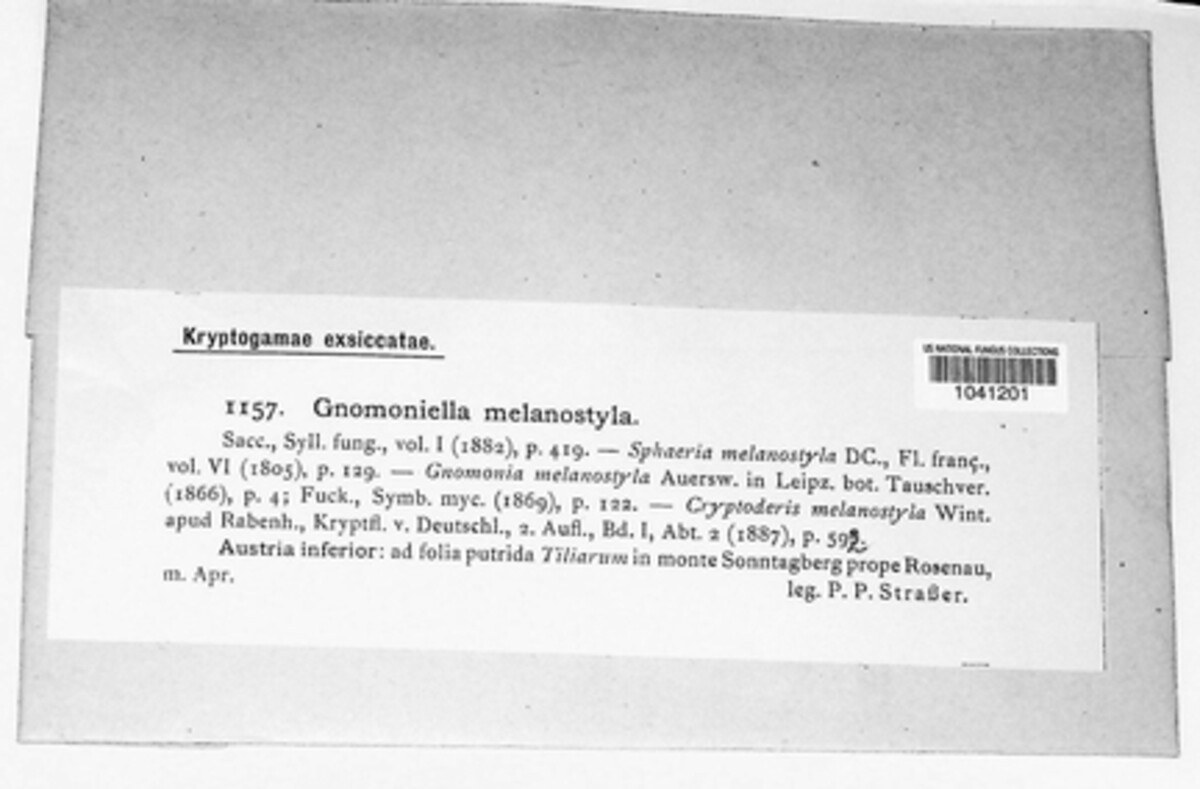 Kryptogamae exsiccatae.
US NATIONAL FUNGUS COLLECTIONS
1041201
1157. Gnomoniella melanostyla.
Sacc., Syll. fung., vol. I (1882), p. 419. — Sphaeria melanostyla DC., Fl. franç.,
vol. VI (1805), p. 129. — Gnomonia melanostyla Auersw. in Leipz. bot. Tauschver.
(1866), p. 4; Fuck., Symb. myc. (1869), p. 122. — Cryptoderis melanostyla Wint.
apud Rabenh., Kryptfl. v. Deutschl., 2. Aufl., Bd. I, Abt. 2 (1887), p.
Austria inferior: ad folia putrida Tiliarum in monte Sonntagberg prope Rosenau,
m. Apr.
leg. P. P. Straßer.